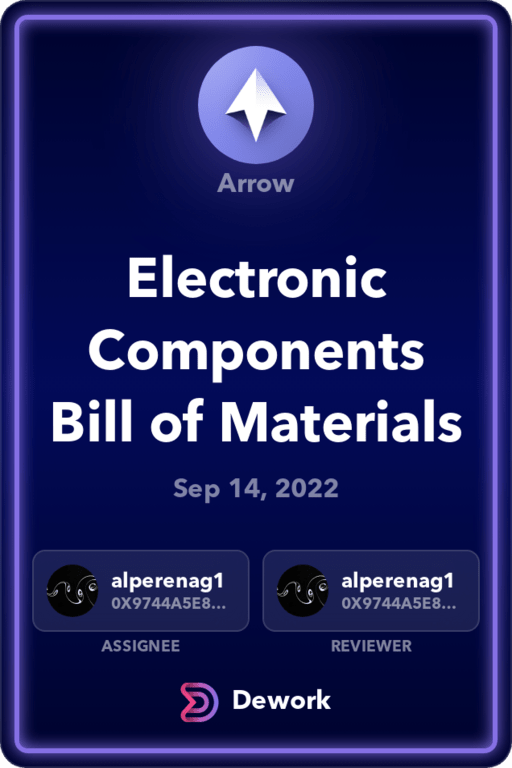 Arrow
Electronic
Components
Bill of Materials
Sep 14, 2022
alperenag1
0X9744A5E8...
ASSIGNEE
alperenag1
0X9744A5E8...
REVIEWER
Dework